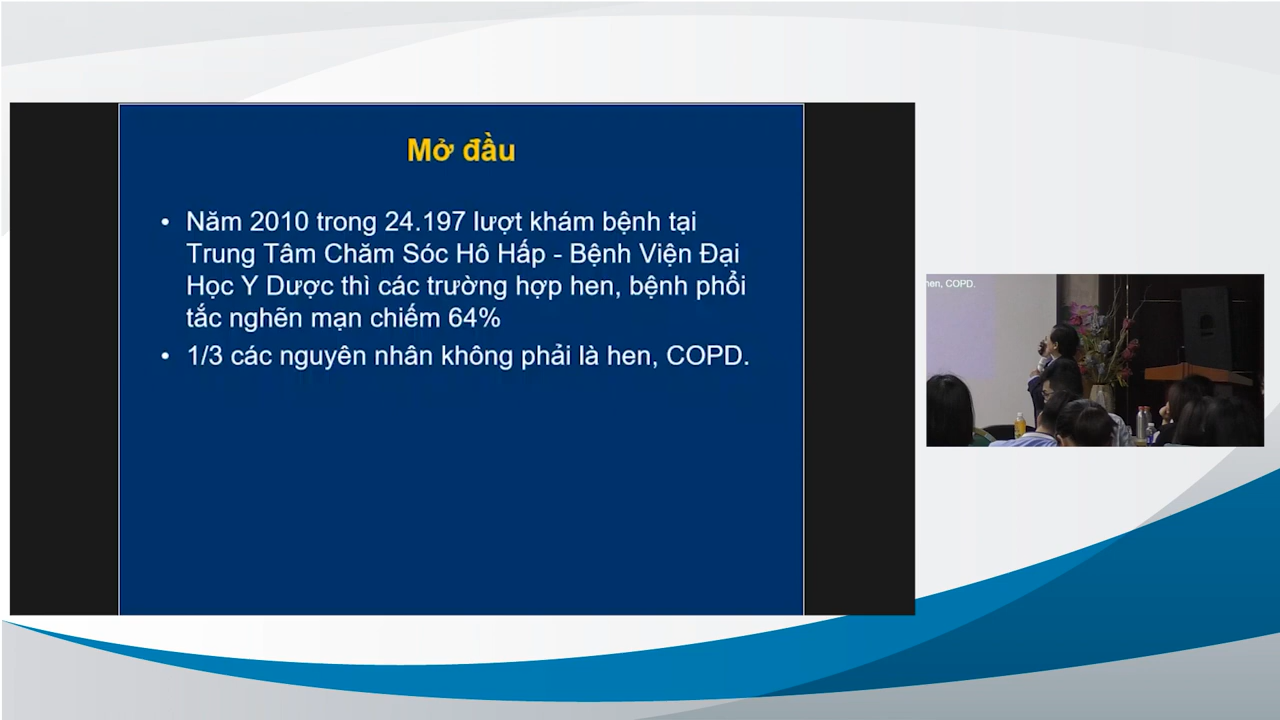 Mở đầu
• Năm 2010 trong 24.197 lượt khám bệnh tại
Trung Tâm Chăm Sóc Hô Hấp - Bệnh Viện Đại
Học Y Dược thì các trường hợp hen, bệnh phổi
tắc nghẽn mạn chiếm 64%
• 1/3 các nguyên nhân không phải là hen, COPD.
hen, COPD.